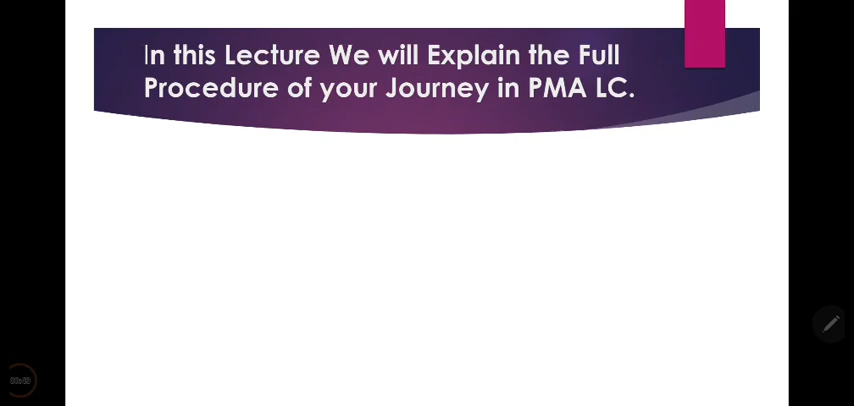 In this Lecture We will Explain the Full
Procedure of your Journey in PMA LC.